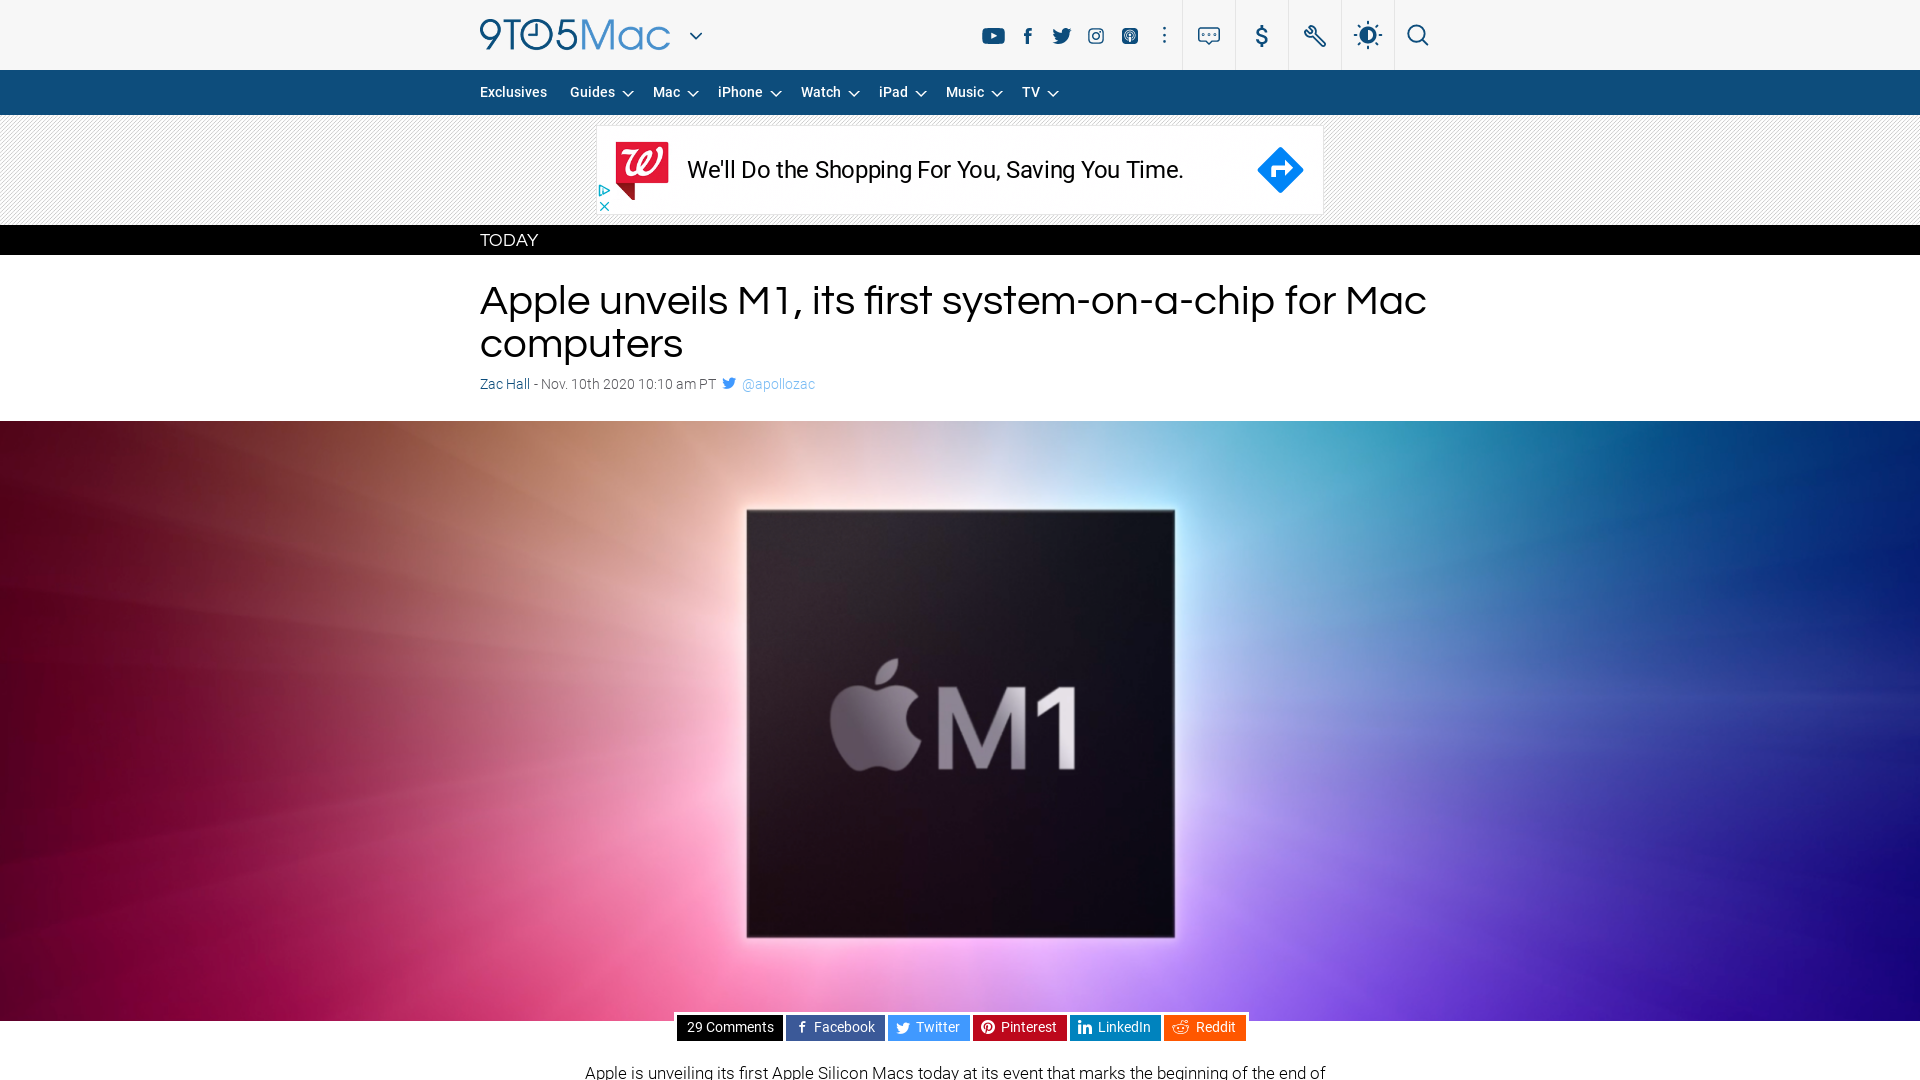 9TO5Mac
Exclusives Guides Mac iPhone Watch iPad Music TV
We'll Do the Shopping For You, Saving You Time.
TODAY
Apple unveils M1, its first system-on-a-chip for Mac
computers
Zac Hall - Nov. 10th 2020 10:10 am PT @apollozac
M1
29 Comments Facebook Twitter Pinterest LinkedIn Reddit
Apple is unveiling its first Apple Silicon Macs today at its event that marks the beginning of the end of